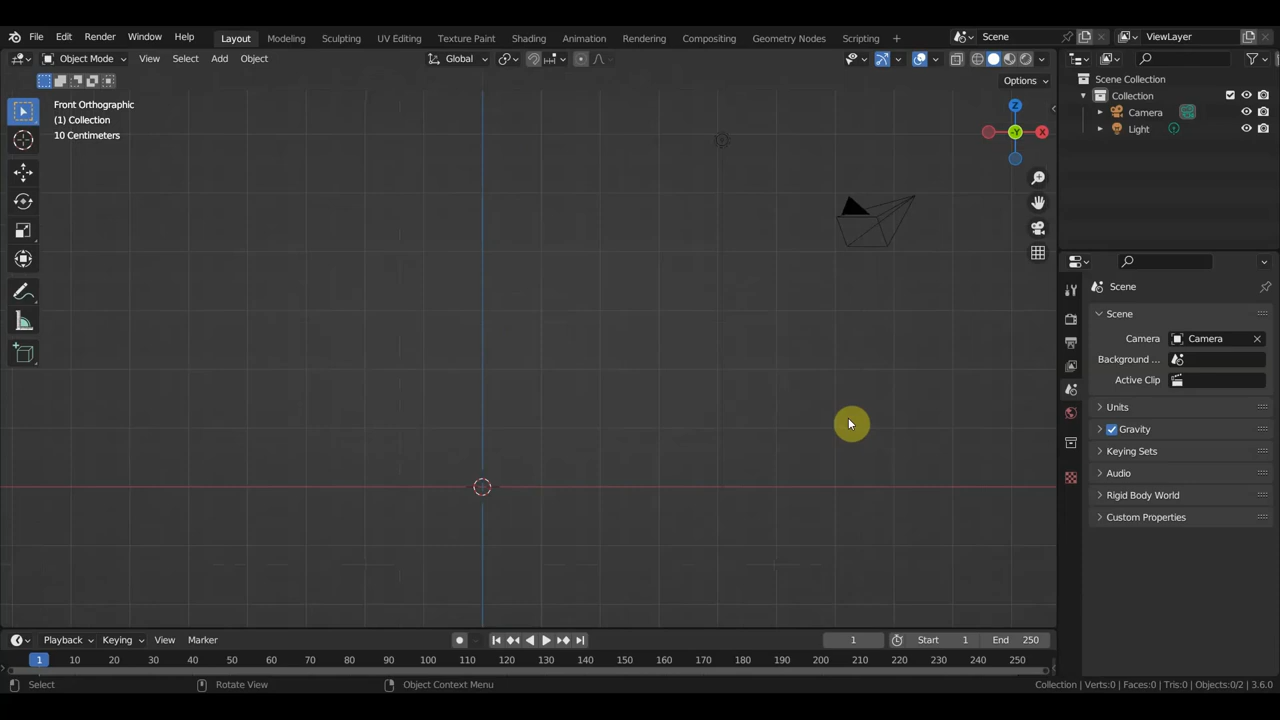 File Edit Render Window Help Layout Modeling Sculpting UV Editing Texture Paint Shading Animation Rendering Compositing Geometry Nodes Scripting + Scene ViewLayer
Object Mode View Select Add Object Global
Options
Front Orthographic
(1) Collection
10 Centimeters
Z
-Y
X
Scene Collection
Collection
Camera
Light
Scene
Scene
Camera Camera
Background ...
Active Clip
Units
Gravity
Keying Sets
Audio
Rigid Body World
Custom Properties
Playback Keying View Marker 1 Start 1 End 250
1 10 20 30 40 50 60 70 80 90 100 110 120 130 140 150 160 170 180 190 200 210 220 230 240 250
Select Rotate View Object Context Menu Collection | Verts:0 | Faces:0 | Tris:0 | Objects:0/2 | 3.6.0